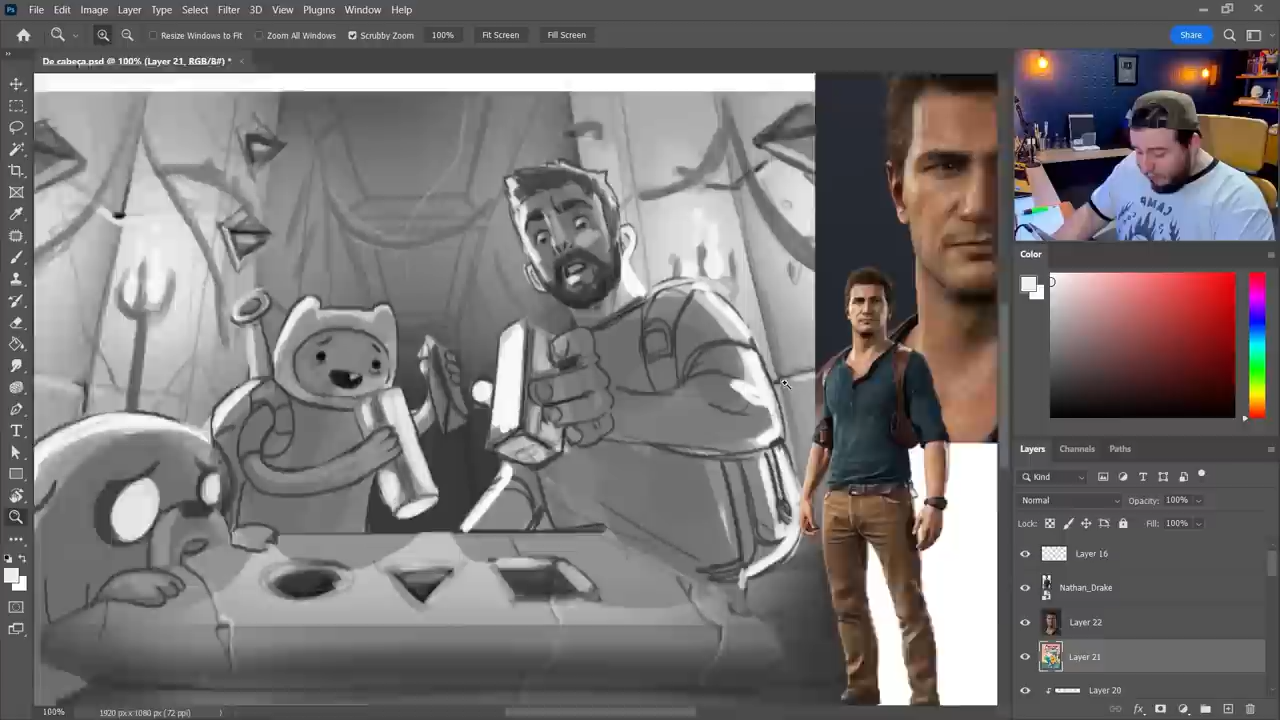 Ps File Edit Image Layer Type Select Filter 3D View Plugins Window Help
Resize Windows to Fit Zoom All Windows Scrubby Zoom 100% Fit Screen Fill Screen Share
De cabeça.psd @ 100% (Layer 21, RGB/8#) *
CAMP
Color
Layers Channels Paths
Kind
Normal Opacity: 100%
Lock: Fill: 100%
Layer 16
Nathan_Drake
Layer 22
Layer 21
Layer 20
100% 1920 px x 1080 px (72 ppi)
fx